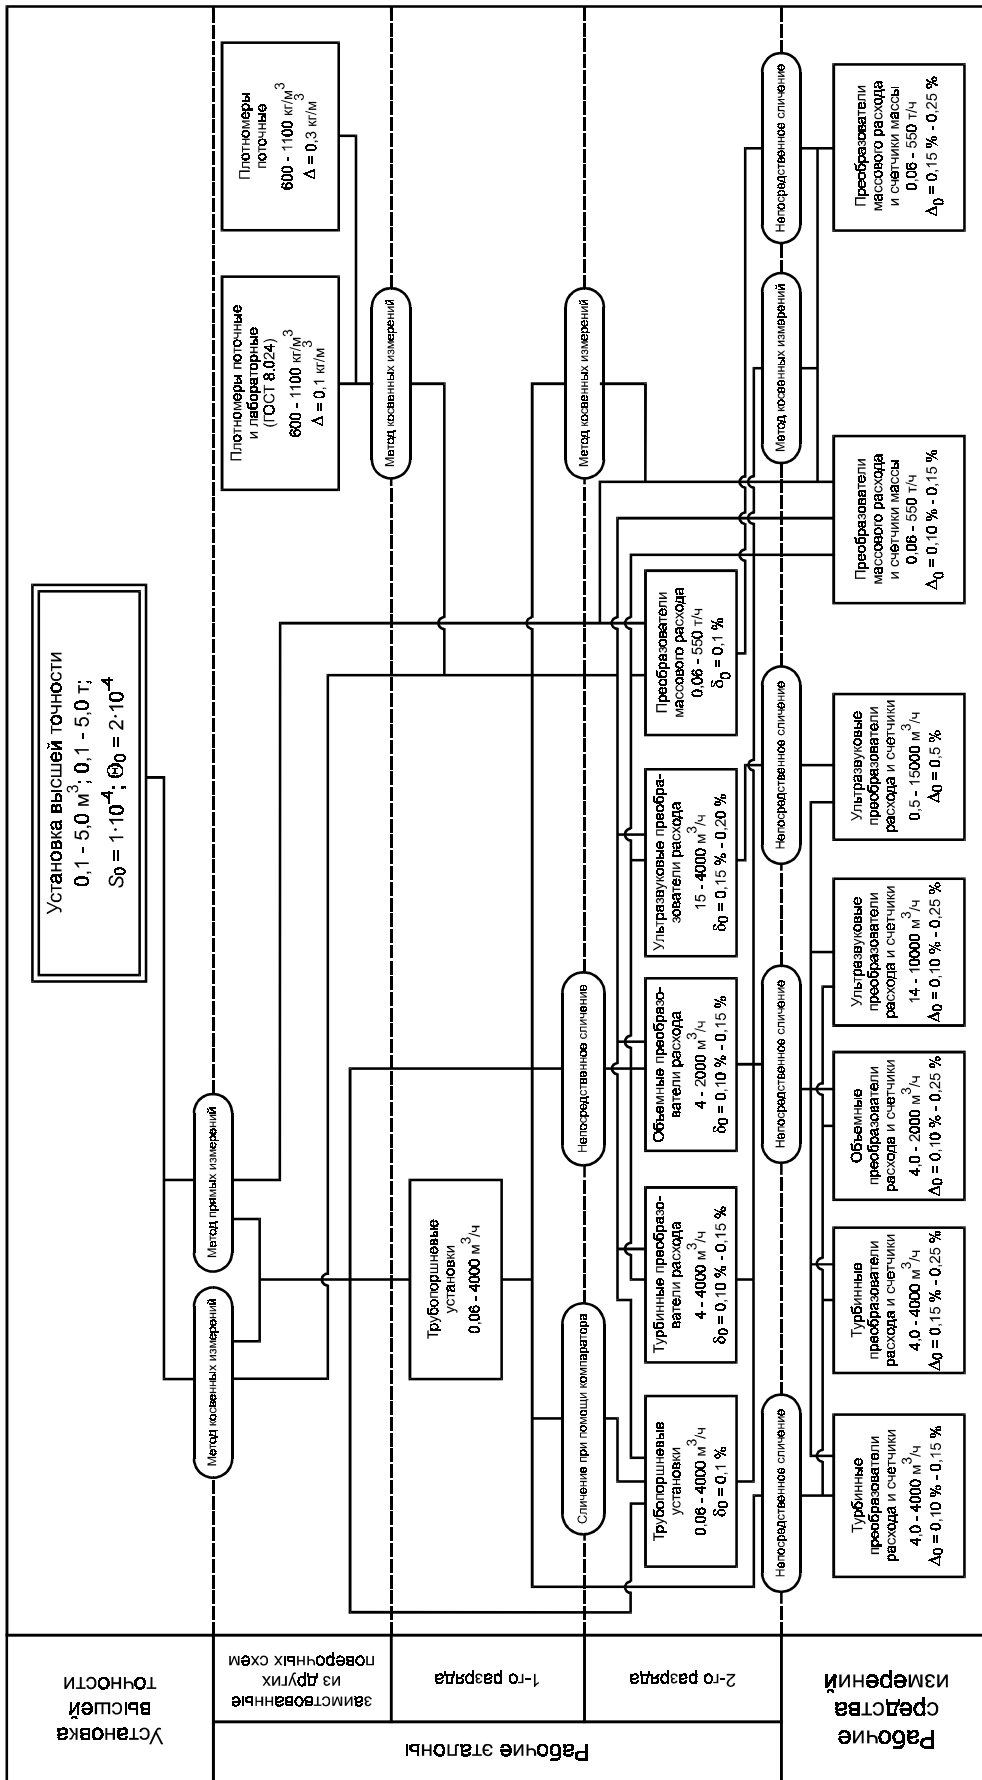 Установка
высшей
точности
Рабочие эталоны
заимствованные
из других
поверочных схем
1-го разряда
2-го разряда
Рабочие
средства
измерений
Установка высшей точности
0,1 - 5,0 м³; 0,1 - 5,0 т;
S₀ = 1·10⁻⁴; Θ₀ = 2·10⁻⁴
Метод косвенных измерений
Метод прямых измерений
Плотномеры поточные
и лабораторные
(ГОСТ 8.024)
600 - 1100 кг/м³
Δ = 0,1 кг/м³
Плотномеры
поточные
600 - 1100 кг/м³
Δ = 0,3 кг/м³
Метод косвенных измерений
Трубопоршневые
установки
0,06 - 4000 м³/ч
Сличение при помощи компаратора
Непосредственное сличение
Метод косвенных измерений
Трубопоршневыв
установки
0,06 - 4000 м³/ч
δ₀ = 0,1 %
Турбинные преобразо-
ватели расхода
4 - 4000 м³/ч
δ₀ = 0,10 % - 0,15 %
Объемные преобразо-
ватели расхода
4 - 2000 м³/ч
δ₀ = 0,10 % - 0,15 %
Ультразвуковые преобра-
зователи расхода
15 - 4000 м³/ч
δ₀ = 0,15 % - 0,20 %
Преобразователи
массового расхода
0,06 - 550 т/ч
δ₀ = 0,1 %
Непосредственное сличение
Непосредственное сличение
Непосредственное сличение
Метод косвенных измерений
Непосредственное сличение
Турбинные
преобразователи
расхода и счетчики
4,0 - 4000 м³/ч
Δ₀ = 0,10 % - 0,15 %
Турбинные
преобразователи
расхода и счетчики
4,0 - 4000 м³/ч
Δ₀ = 0,15 % - 0,25 %
Объемные
преобразователи
расхода и счетчики
4,0 - 2000 м³/ч
Δ₀ = 0,10 % - 0,25 %
Ультразвуковые
преобразователи
расхода и счетчики
14 - 10000 м³/ч
Δ₀ = 0,10 % - 0,25 %
Ультразвуковые
преобразователи
расхода и счетчики
0,5 - 15000 м³/ч
Δ₀ = 0,5 %
Преобразователи
массового расхода
и счетчики массы
0,06 - 550 т/ч
Δ₀ = 0,10 % - 0,15 %
Преобразователи
массового расхода
и счетчики массы
0,06 - 550 т/ч
Δ₀ = 0,15 % - 0,25 %